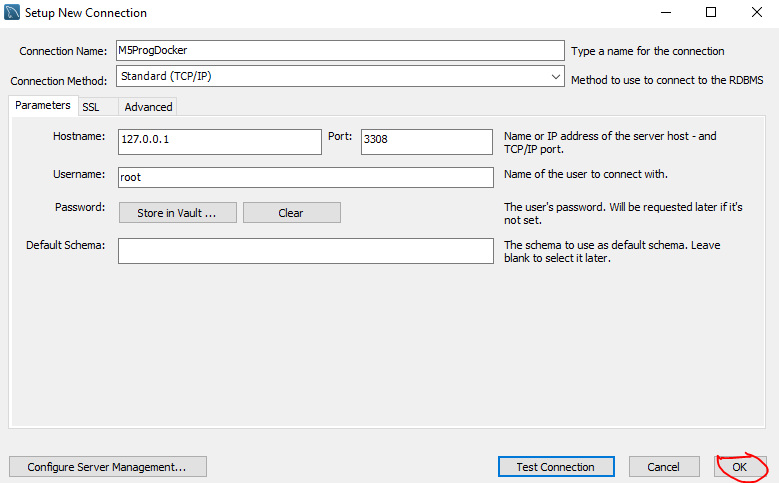 Setup New Connection
Connection Name: M5ProgDocker Type a name for the connection
Connection Method: Standard (TCP/IP) Method to use to connect to the RDBMS
Parameters SSL Advanced
Hostname: 127.0.0.1 Port: 3308 Name or IP address of the server host - and
TCP/IP port.
Username: root Name of the user to connect with.
Password: Store in Vault ... Clear The user's password. Will be requested later if it's
not set.
Default Schema: The schema to use as default schema. Leave
blank to select it later.
Configure Server Management... Test Connection Cancel OK